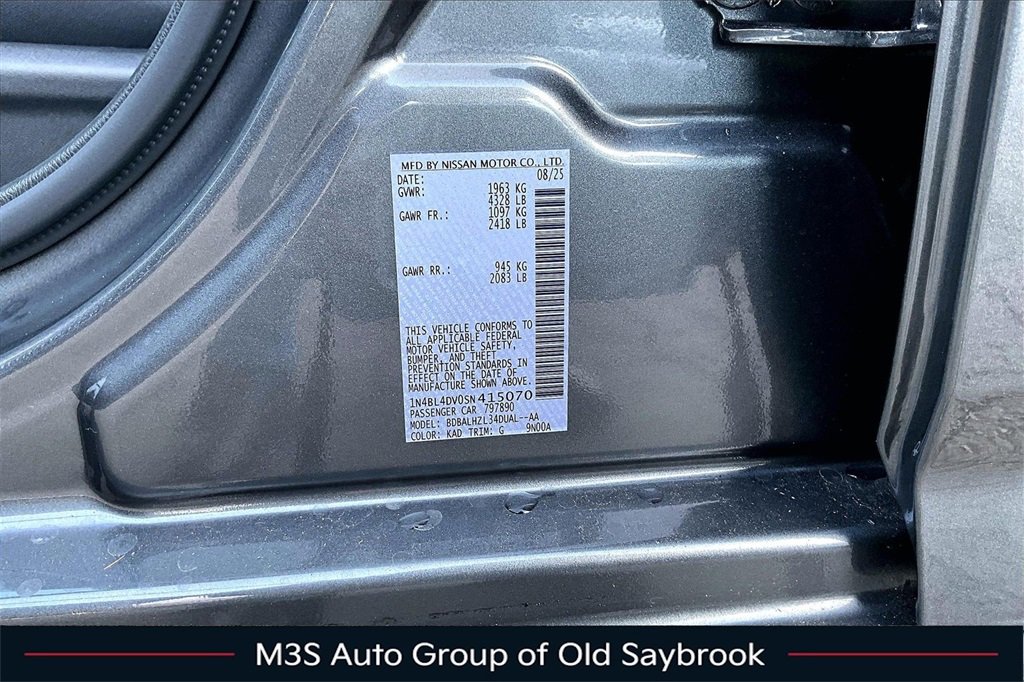 MFD BY NISSAN MOTOR CO., LTD.
DATE: 08/25
GVWR: 1963 KG
4328 LB
GAWR FR.: 1097 KG
2418 LB
GAWR RR.: 945 KG
2083 LB
THIS VEHICLE CONFORMS TO
ALL APPLICABLE FEDERAL
MOTOR VEHICLE SAFETY,
BUMPER, AND THEFT
PREVENTION STANDARDS IN
EFFECT ON THE DATE OF
MANUFACTURE SHOWN ABOVE.
1N4BL4DV0SN415070
PASSENGER CAR 797890
MODEL: BDBALHZL34DUAL--AA
COLOR: KAD TRIM: G 9N00A
M3S Auto Group of Old Saybrook